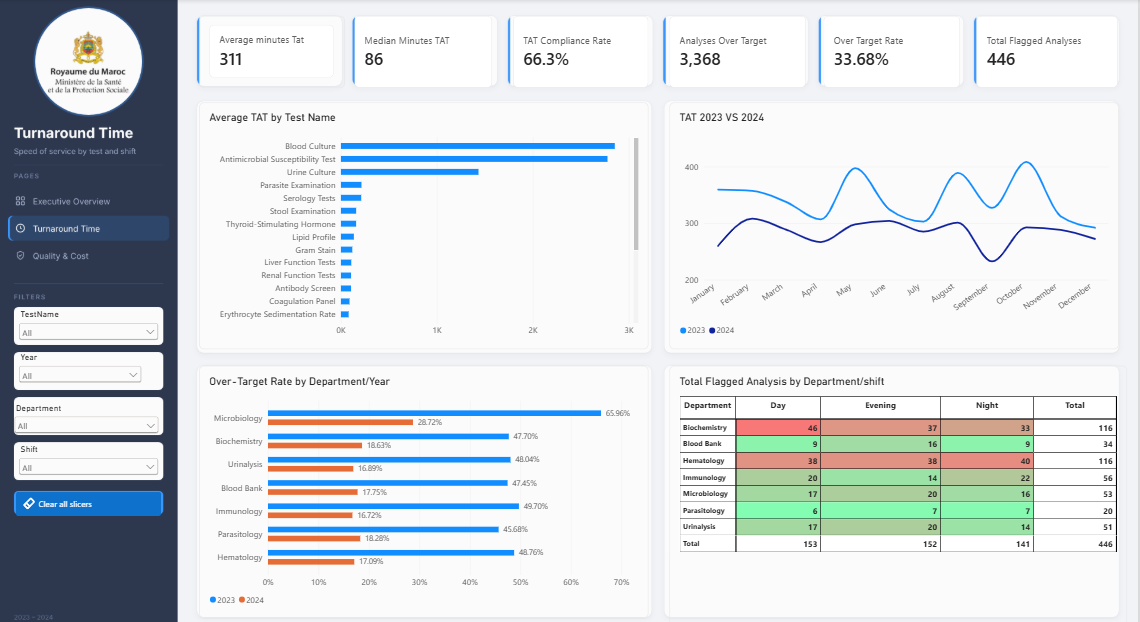 Royaume du Maroc
Ministère de la Santé
et de la Protection Sociale
Turnaround Time
Speed of service by test and shift
PAGES
Executive Overview
Turnaround Time
Quality & Cost
FILTERS
TestName
All
Year
All
Department
All
Shift
All
Clear all slicers
2023 - 2024
Average minutes Tat
311
Median Minutes TAT
86
TAT Compliance Rate
66.3%
Analyses Over Target
3,368
Over Target Rate
33.68%
Total Flagged Analyses
446
Average TAT by Test Name
Blood Culture
Antimicrobial Susceptibility Test
Urine Culture
Parasite Examination
Serology Tests
Stool Examination
Thyroid-Stimulating Hormone
Lipid Profile
Gram Stain
Liver Function Tests
Renal Function Tests
Antibody Screen
Coagulation Panel
Erythrocyte Sedimentation Rate
0K 1K 2K 3K
TAT 2023 VS 2024
400
300
200
January February March April May June July August September October November December
2023 2024
Over-Target Rate by Department/Year
Microbiology 65.96%
28.72%
Biochemistry 47.70%
18.63%
Urinalysis 48.04%
16.89%
Blood Bank 47.45%
17.75%
Immunology 49.70%
16.72%
Parasitology 45.68%
18.28%
Hematology 48.76%
17.09%
0% 10% 20% 30% 40% 50% 60% 70%
2023 2024
Total Flagged Analysis by Department/shift
Department Day Evening Night Total
Biochemistry 46 37 33 116
Blood Bank 9 16 9 34
Hematology 38 38 40 116
Immunology 20 14 22 56
Microbiology 17 20 16 53
Parasitology 6 7 7 20
Urinalysis 17 20 14 51
Total 153 152 141 446